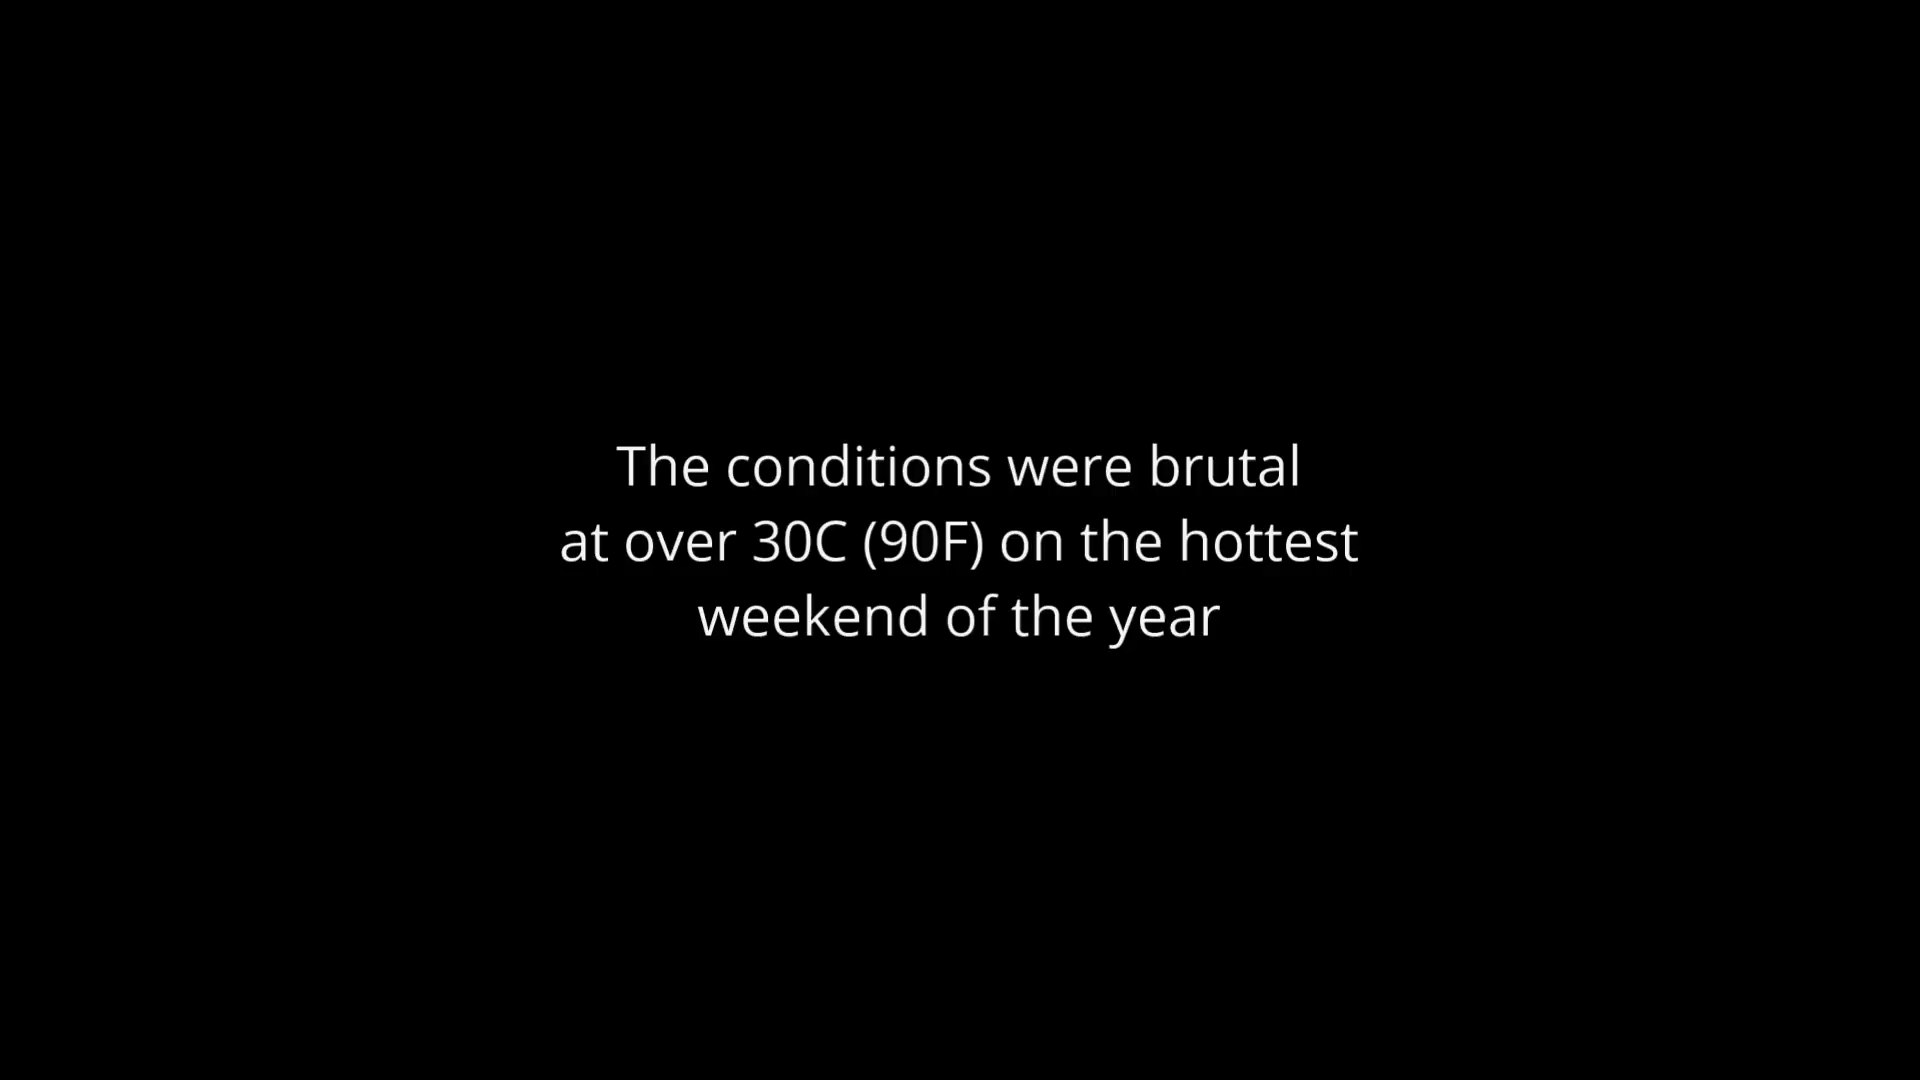 The conditions were brutal
at over 30C (90F) on the hottest
weekend of the year